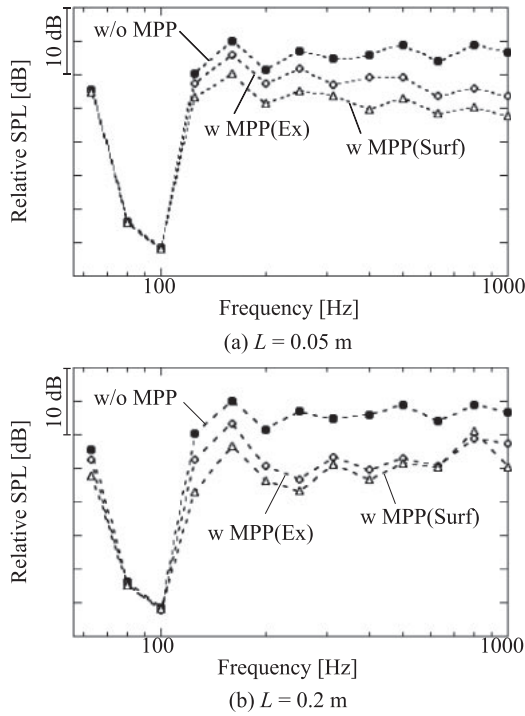 10 dB
Relative SPL [dB]
w/o MPP
w MPP(Ex)
w MPP(Surf)
100
1000
Frequency [Hz]
(a) L = 0.05 m
10 dB
Relative SPL [dB]
w/o MPP
w MPP(Ex)
w MPP(Surf)
100
1000
Frequency [Hz]
(b) L = 0.2 m